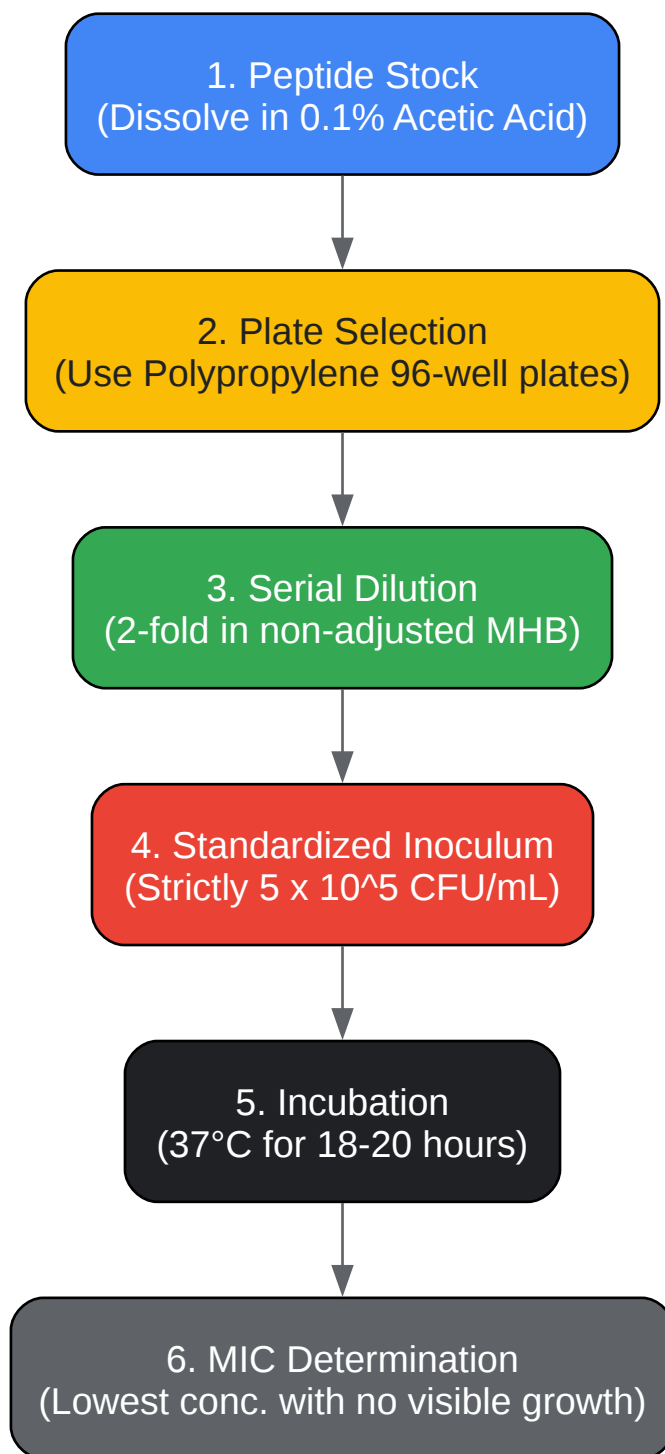 1. Peptide Stock
(Dissolve in 0.1% Acetic Acid)
2. Plate Selection
(Use Polypropylene 96-well plates)
3. Serial Dilution
(2-fold in non-adjusted MHB)
4. Standardized Inoculum
(Strictly 5 x 10^5 CFU/mL)
5. Incubation
(37°C for 18-20 hours)
6. MIC Determination
(Lowest conc. with no visible growth)